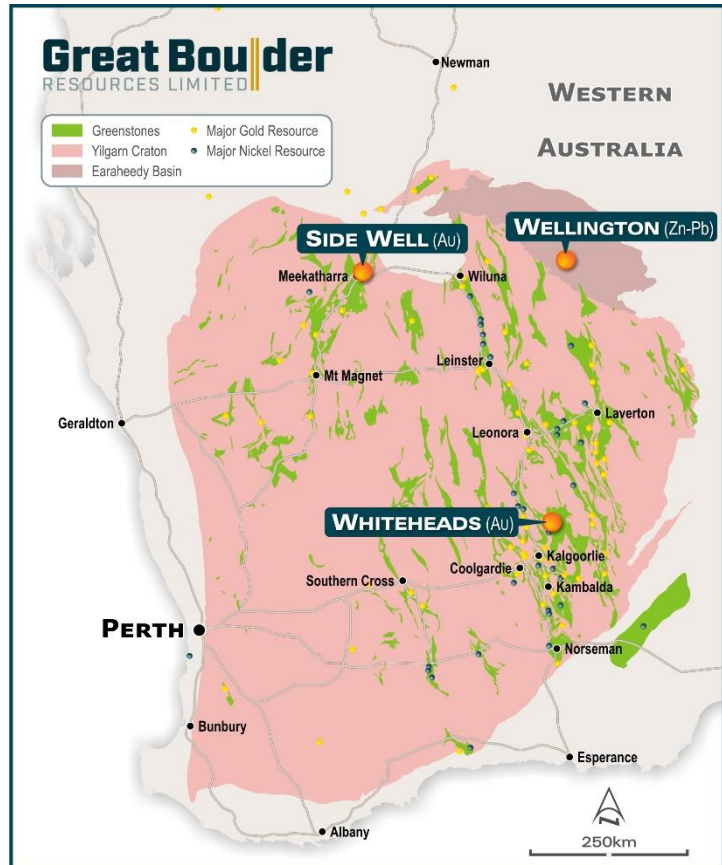 Great Boulder
RESOURCES LIMITED
Greenstones
Yilgarn Craton
Earaheedy Basin
Major Gold Resource
Major Nickel Resource
Newman
WESTERN
AUSTRALIA
SIDE WELL (Au)
WELLINGTON (Zn-Pb)
Meekatharra
Wiluna
Leinster
Mt Magnet
Geraldton
Laverton
Leonora
WHITEHEADS (Au)
Kalgoorlie
Coolgardie
Southern Cross
Kambalda
PERTH
Norseman
Bunbury
Esperance
Albany
N
250km